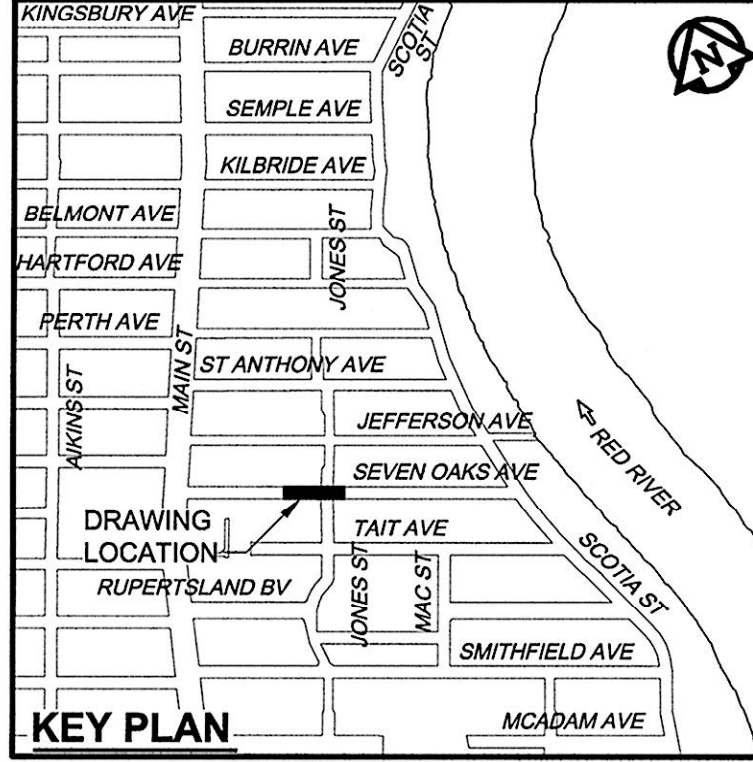 KINGSBURY AVE
BURRIN AVE
SCOTIA
ST
N
SEMPLE AVE
KILBRIDE AVE
BELMONT AVE
JONES ST
HARTFORD AVE
PERTH AVE
ST ANTHONY AVE
MAIN ST
AIKINS ST
JEFFERSON AVE
RED RIVER
SEVEN OAKS AVE
DRAWING
LOCATION
TAIT AVE
SCOTIA ST
RUPERTSLAND BV
JONES ST
MAC ST
SMITHFIELD AVE
KEY PLAN
MCADAM AVE